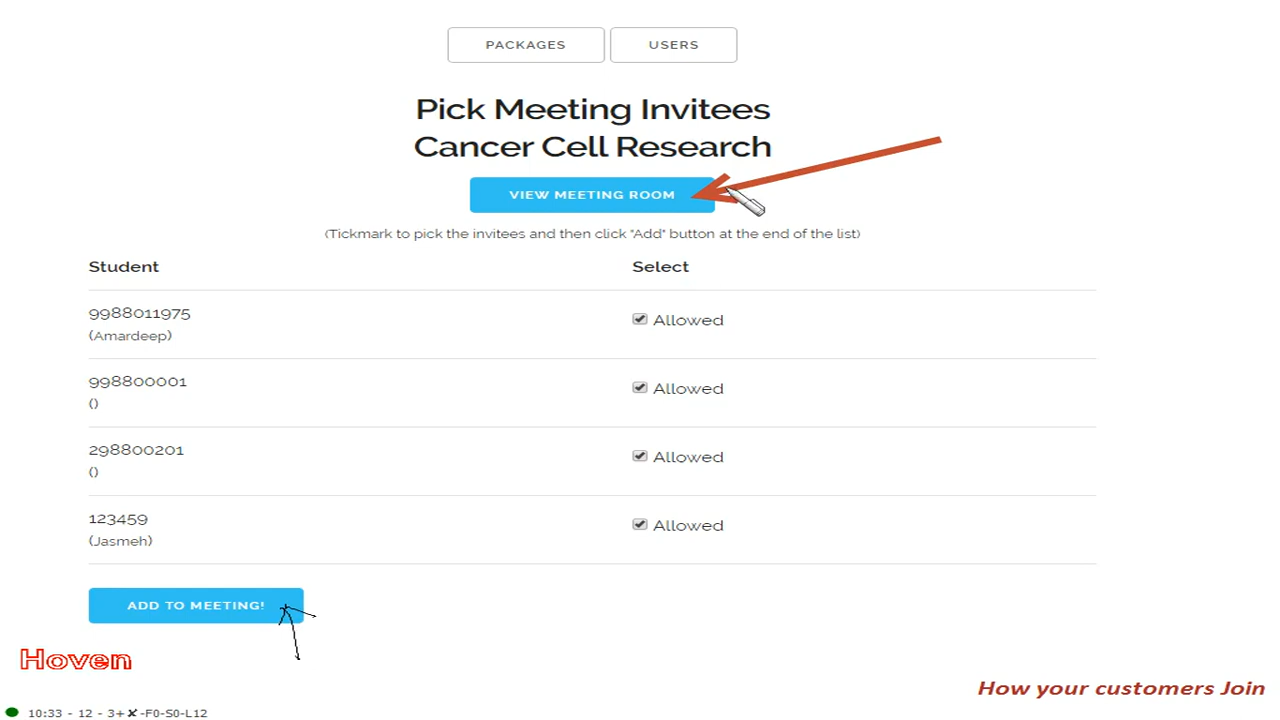 PACKAGES USERS
Pick Meeting Invitees
Cancer Cell Research
VIEW MEETING ROOM
(Tickmark to pick the invitees and then click "Add" button at the end of the list)
Student Select
9988011975
(Amardeep)
Allowed
998800001
()
Allowed
298800201
()
Allowed
123459
(Jasmeh)
Allowed
ADD TO MEETING!
Hoven
How your customers Join
10:33 - 12 - 3+✗-F0-S0-L12